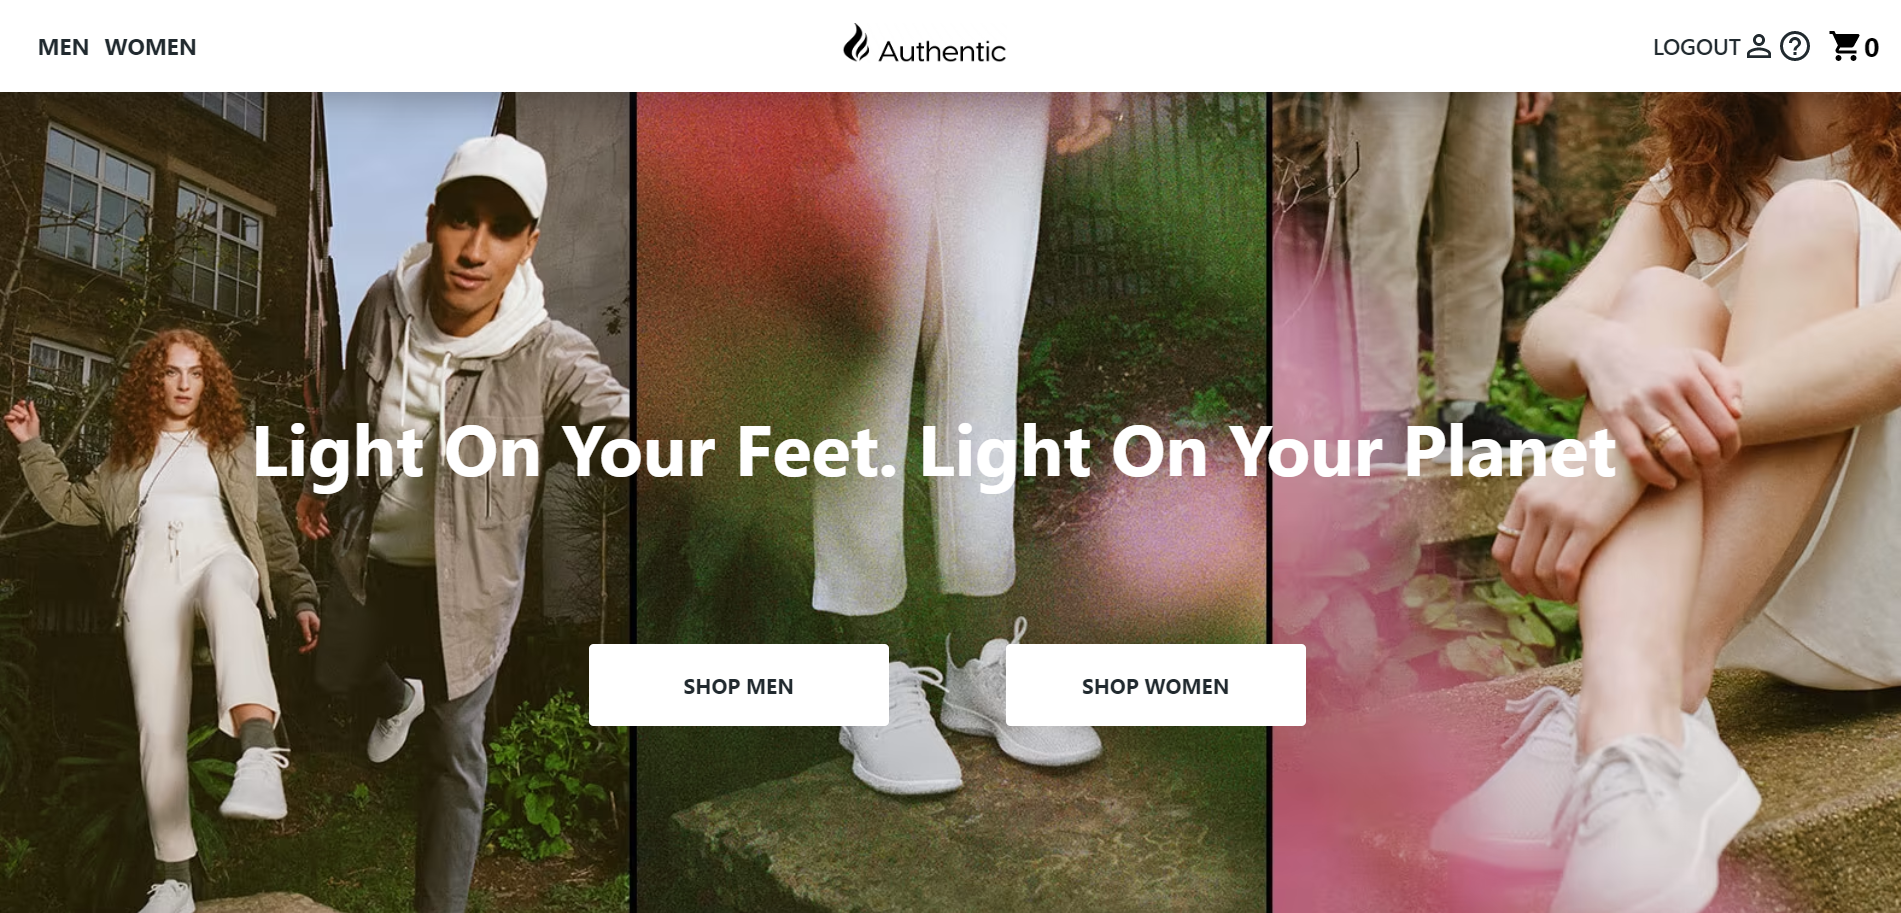 MEN WOMEN
Authentic
LOGOUT 0
Light On Your Feet. Light On Your Planet
SHOP MEN
SHOP WOMEN